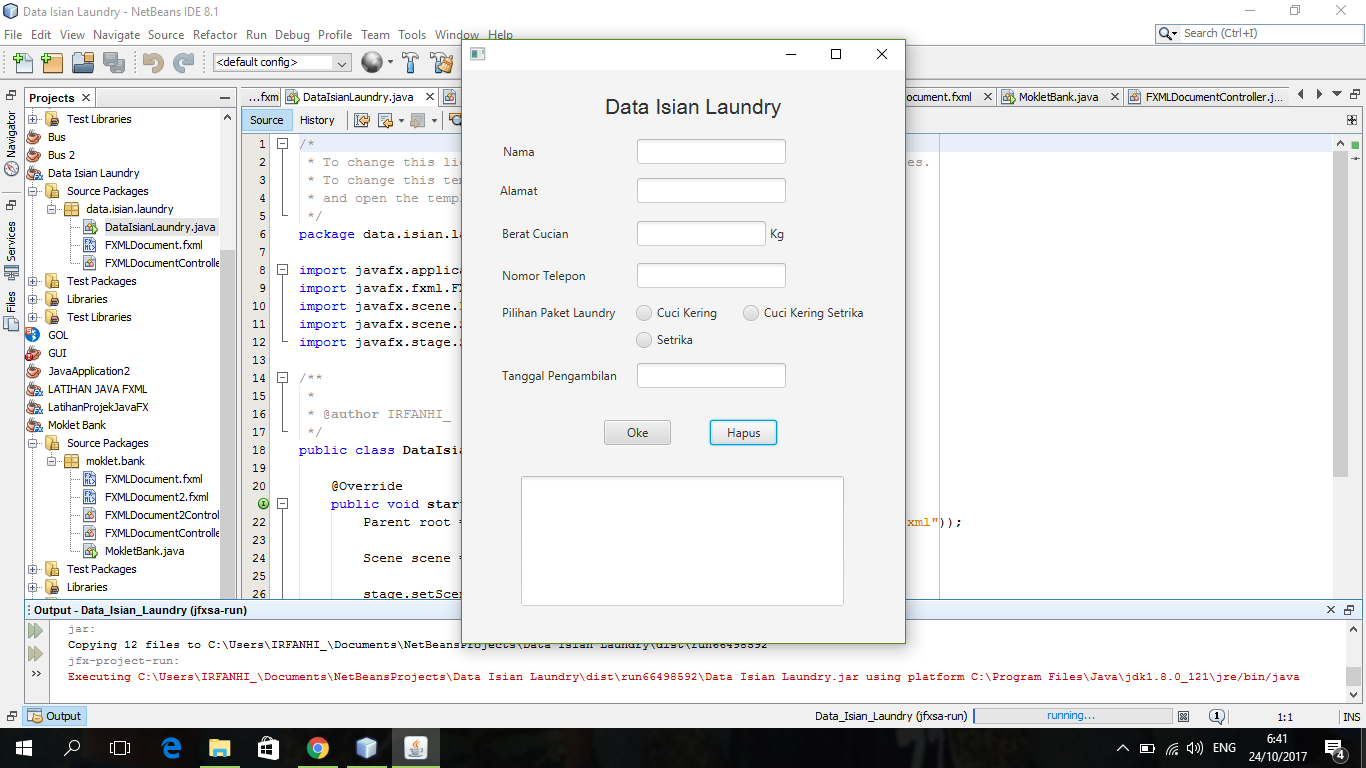 Data Isian Laundry - NetBeans IDE 8.1
File Edit View Navigate Source Refactor Run Debug Profile Team Tools Window Help
Search (Ctrl+I)
<default config>
Projects
Test Libraries
Bus
Bus 2
Data Isian Laundry
Source Packages
data.isian.laundry
DataIsianLaundry.java
FXMLDocument.fxml
FXMLDocumentControlle
Test Packages
Libraries
Test Libraries
GOL
GUI
JavaApplication2
LATIHAN JAVA FXML
LatihanProjekJavaFX
Moklet Bank
Source Packages
moklet.bank
FXMLDocument.fxml
FXMLDocument2.fxml
FXMLDocument2Control
FXMLDocumentControlle
MokletBank.java
Test Packages
Libraries
Navigator
Services
Files
...fxml DataIsianLaundry.java ocument.fxml MokletBank.java FXMLDocumentController.j...
Source History
1 /*
2 * To change this lic es.
3 * To change this tem
4 * and open the templ
5 */
6 package data.isian.la
7
8 import javafx.applica
9 import javafx.fxml.FX
10 import javafx.scene.
11 import javafx.scene.
12 import javafx.stage.
13
14 /**
15 *
16 * @author IRFANHI_
17 */
18 public class DataIsia
19
20 @Override
public void star
22 Parent root = xml"));
23
24 Scene scene =
25
26 stage.setScen
Data Isian Laundry
Nama
Alamat
Berat Cucian Kg
Nomor Telepon
Pilihan Paket Laundry Cuci Kering Cuci Kering Setrika
Setrika
Tanggal Pengambilan
Oke Hapus
Output - Data_Isian_Laundry (jfxsa-run)
jar:
Copying 12 files to C:\Users\IRFANHI_\Documents\NetBeansProjects\Data Isian Laundry\dist\run66498592
jfx-project-run:
Executing C:\Users\IRFANHI_\Documents\NetBeansProjects\Data Isian Laundry\dist\run66498592\Data Isian Laundry.jar using platform C:\Program Files\Java\jdk1.8.0_121\jre/bin/java
Output
Data_Isian_Laundry (jfxsa-run) running... 1 1:1 INS
ENG
6:41
24/10/2017
4